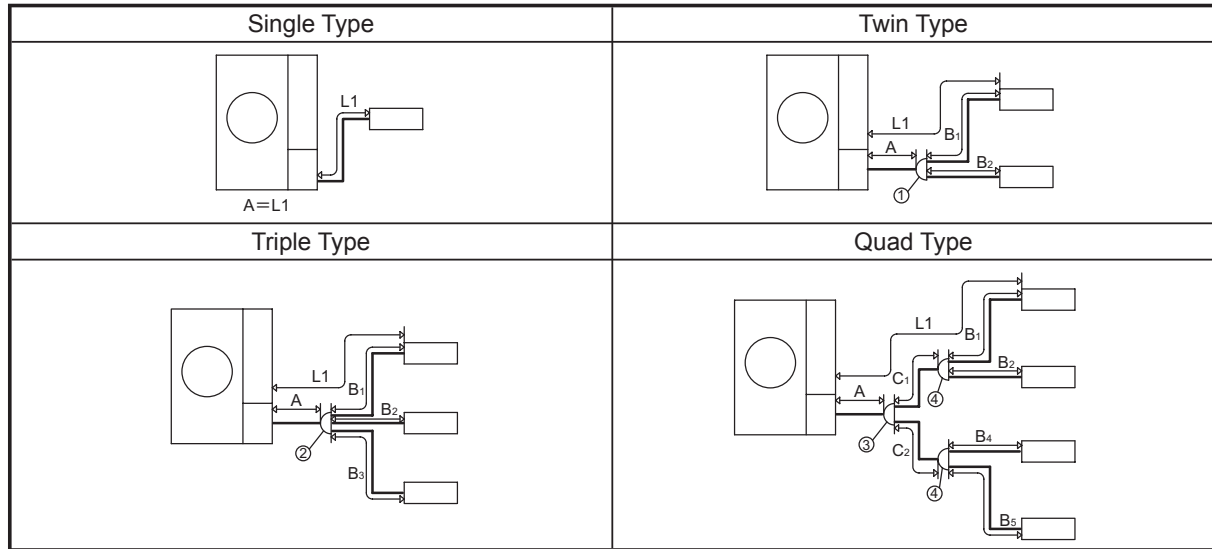 Single Type
Twin Type
L1
A=L1
L1
B1
A
B2
①
Triple Type
Quad Type
L1
B1
A
B2
②
B3
L1
B1
C1
B2
A
④
③
C2
B4
④
B5